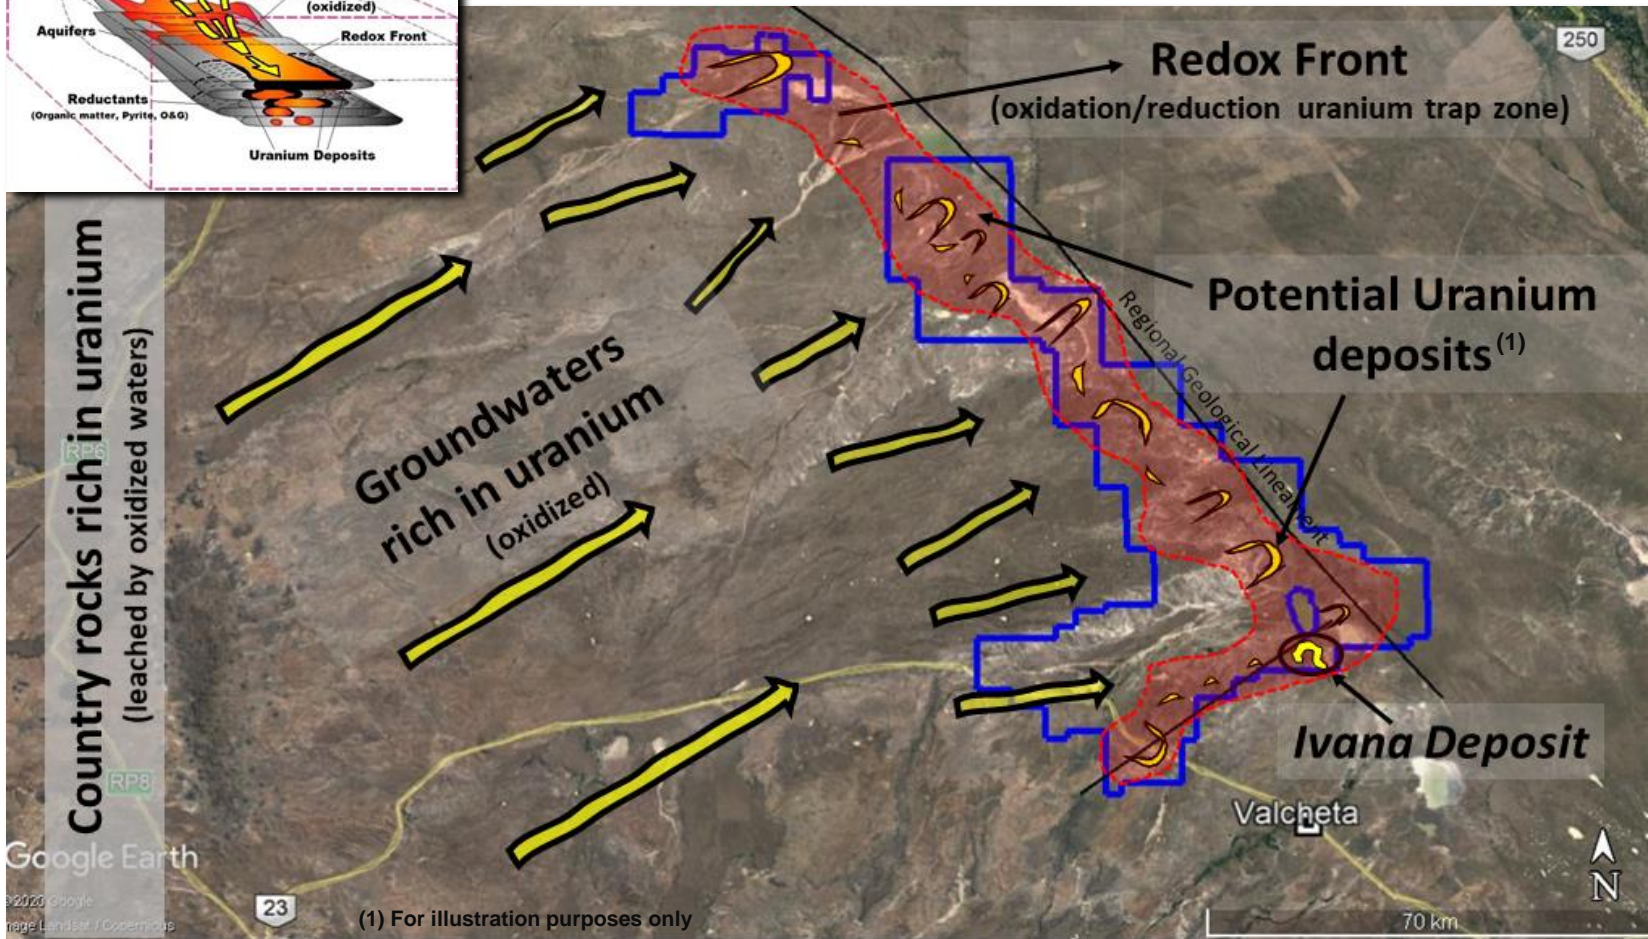 (oxidized)
Aquifers
Redox Front
Reductants
(Organic matter, Pyrite, O&G)
Uranium Deposits
250
Redox Front
(oxidation/reduction uranium trap zone)
Potential Uranium
deposits (1)
Regional Geological Lineament
Country rocks rich in uranium
(leached by oxidized waters)
Groundwaters
rich in uranium
(oxidized)
RP6
RP8
Ivana Deposit
Valcheta
Google Earth
©2020 Google
mage Landsat / Copernicus
23
(1) For illustration purposes only
N
70 km